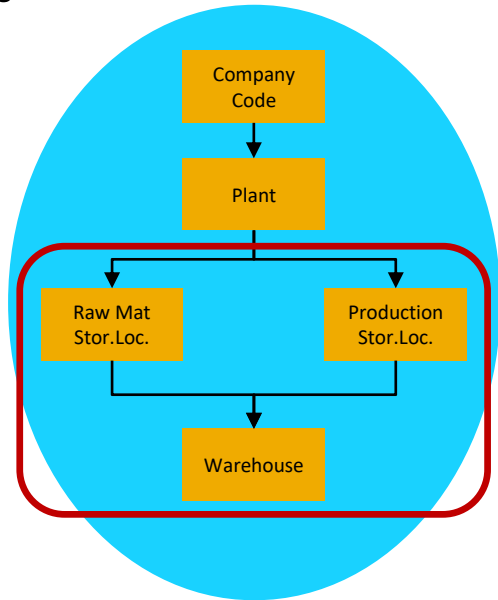 Company
Code
Plant
Raw Mat
Stor.Loc.
Production
Stor.Loc.
Warehouse